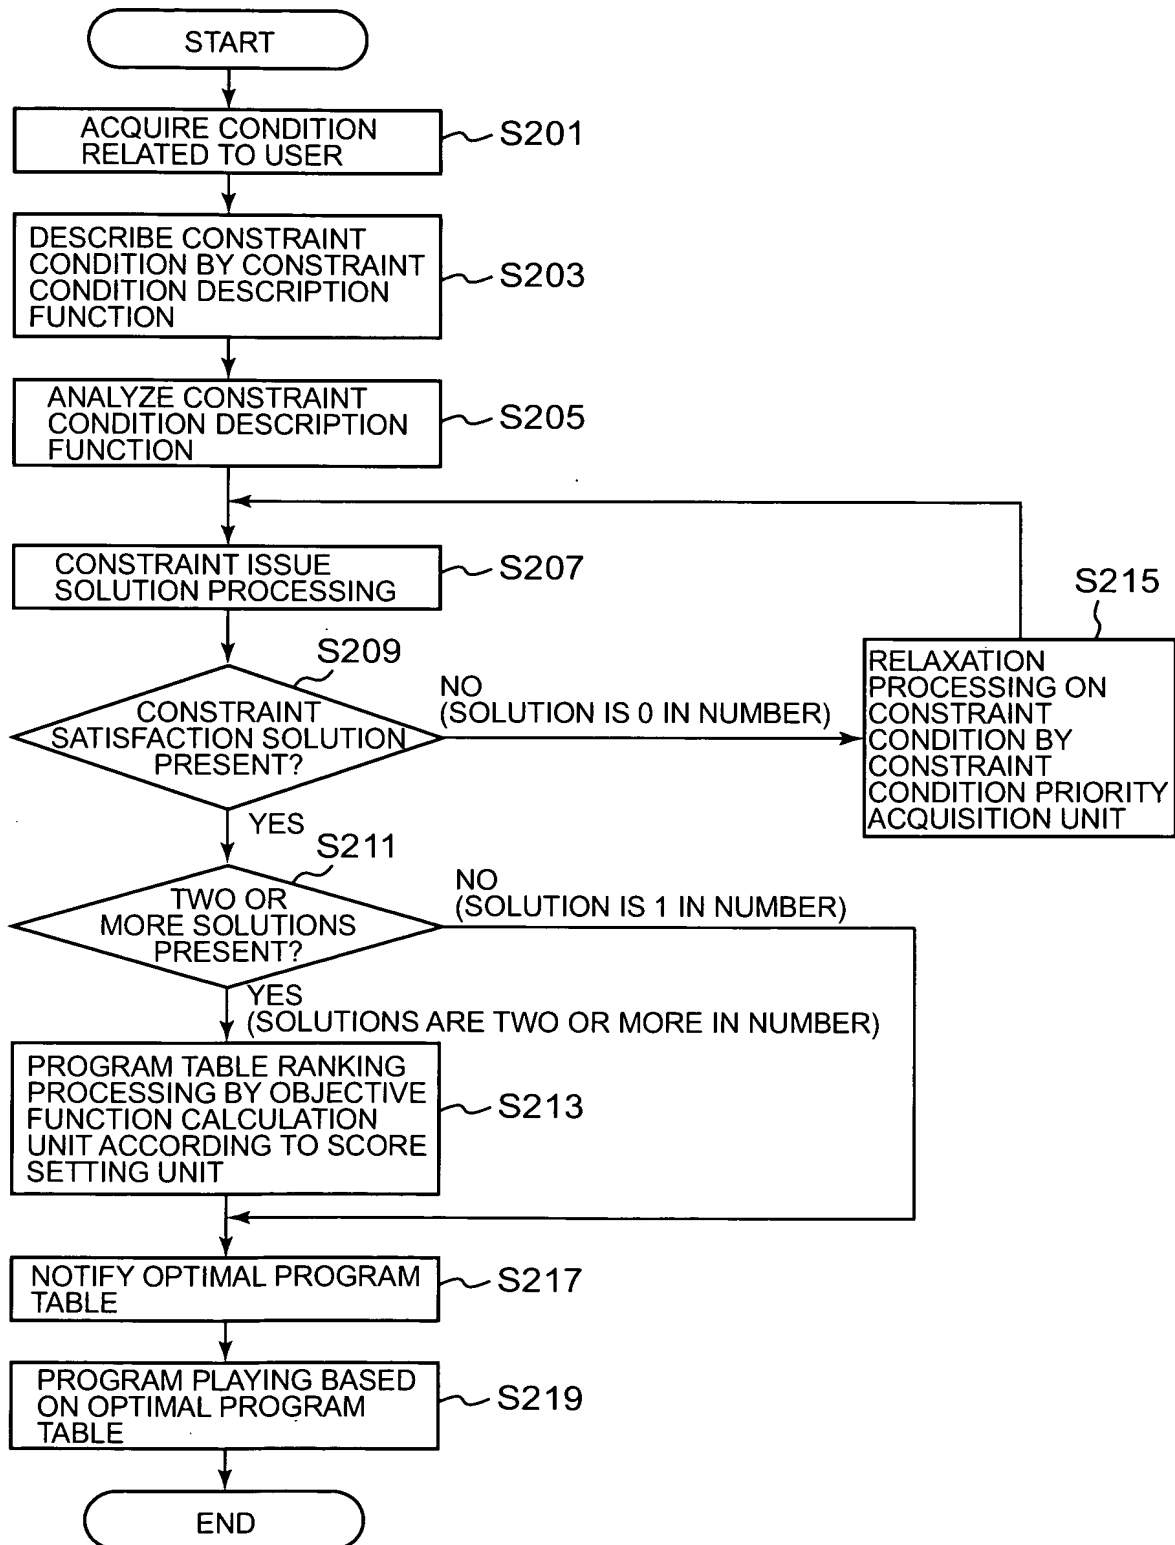 START
ACQUIRE CONDITION
RELATED TO USER
S201
DESCRIBE CONSTRAINT
CONDITION BY CONSTRAINT
CONDITION DESCRIPTION
FUNCTION
S203
ANALYZE CONSTRAINT
CONDITION DESCRIPTION
FUNCTION
S205
CONSTRAINT ISSUE
SOLUTION PROCESSING
S207
S209
CONSTRAINT
SATISFACTION SOLUTION
PRESENT?
NO
(SOLUTION IS 0 IN NUMBER)
S215
RELAXATION
PROCESSING ON
CONSTRAINT
CONDITION BY
CONSTRAINT
CONDITION PRIORITY
ACQUISITION UNIT
YES
S211
TWO OR
MORE SOLUTIONS
PRESENT?
NO
(SOLUTION IS 1 IN NUMBER)
YES
(SOLUTIONS ARE TWO OR MORE IN NUMBER)
PROGRAM TABLE RANKING
PROCESSING BY OBJECTIVE
FUNCTION CALCULATION
UNIT ACCORDING TO SCORE
SETTING UNIT
S213
NOTIFY OPTIMAL PROGRAM
TABLE
S217
PROGRAM PLAYING BASED
ON OPTIMAL PROGRAM
TABLE
S219
END